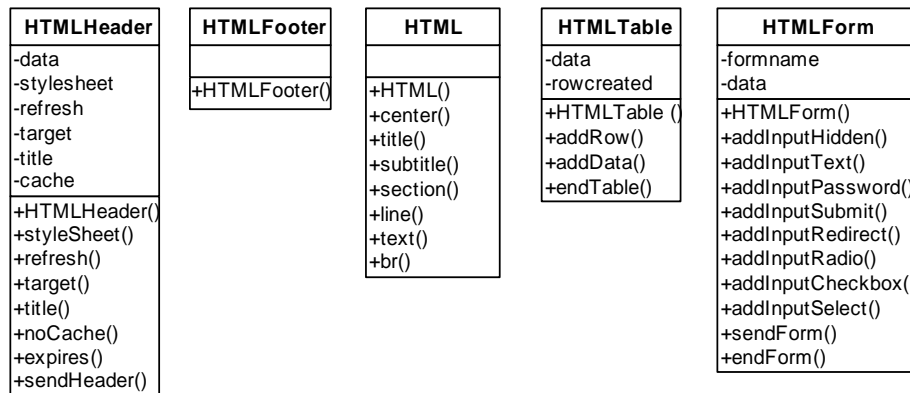 HTMLHeader
-data
-stylesheet
-refresh
-target
-title
-cache
+HTMLHeader()
+styleSheet()
+refresh()
+target()
+title()
+noCache()
+expires()
+sendHeader()
HTMLFooter
+HTMLFooter()
HTML
+HTML()
+center()
+title()
+subtitle()
+section()
+line()
+text()
+br()
HTMLTable
-data
-rowcreated
+HTMLTable ()
+addRow()
+addData()
+endTable()
HTMLForm
-formname
-data
+HTMLForm()
+addInputHidden()
+addInputText()
+addInputPassword()
+addInputSubmit()
+addInputRedirect()
+addInputRadio()
+addInputCheckbox(
+addInputSelect()
+sendForm()
+endForm()